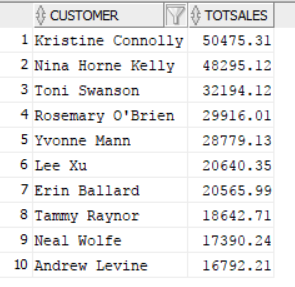 CUSTOMER TOTSALES
1 Kristine Connolly 50475.31
2 Nina Horne Kelly 48295.12
3 Toni Swanson 32194.12
4 Rosemary O'Brien 29916.01
5 Yvonne Mann 28779.13
6 Lee Xu 20640.35
7 Erin Ballard 20565.99
8 Tammy Raynor 18642.71
9 Neal Wolfe 17390.24
10 Andrew Levine 16792.21